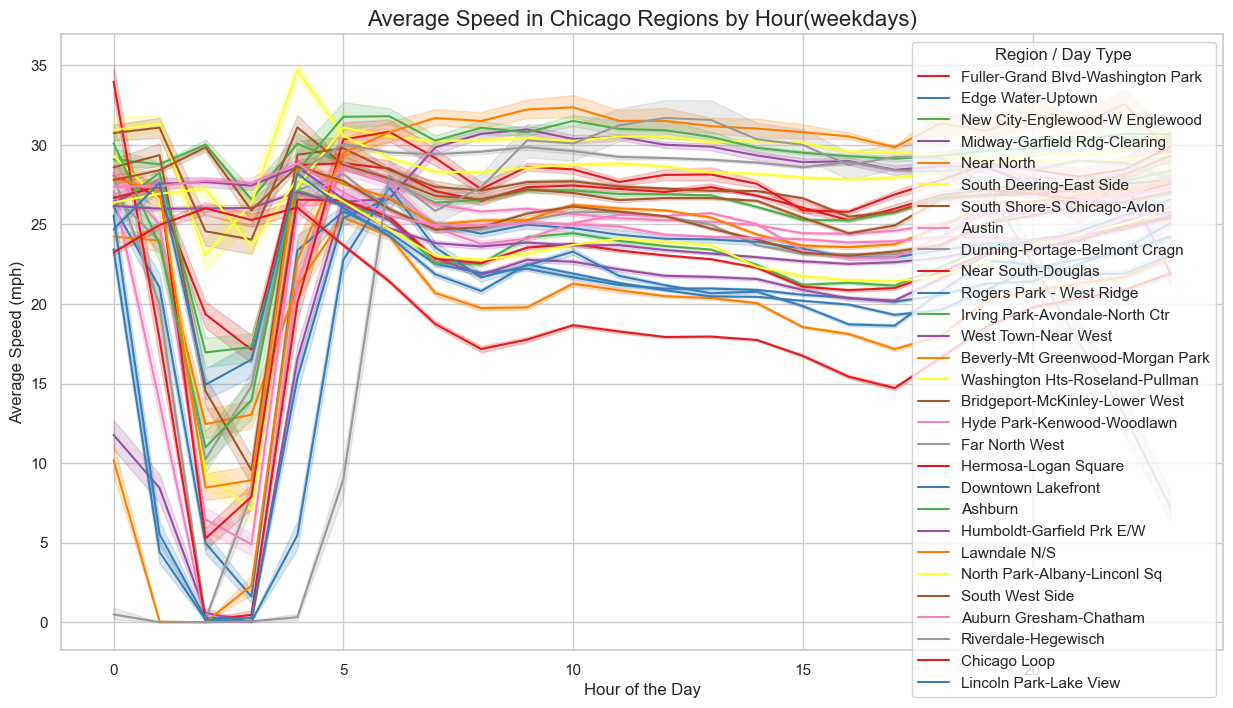 Average Speed in Chicago Regions by Hour(weekdays)
Average Speed (mph)
35
30
25
20
15
10
5
0
0
5
10
15
20
Hour of the Day
Region / Day Type
Fuller-Grand Blvd-Washington Park
Edge Water-Uptown
New City-Englewood-W Englewood
Midway-Garfield Rdg-Clearing
Near North
South Deering-East Side
South Shore-S Chicago-Avlon
Austin
Dunning-Portage-Belmont Cragn
Near South-Douglas
Rogers Park - West Ridge
Irving Park-Avondale-North Ctr
West Town-Near West
Beverly-Mt Greenwood-Morgan Park
Washington Hts-Roseland-Pullman
Bridgeport-McKinley-Lower West
Hyde Park-Kenwood-Woodlawn
Far North West
Hermosa-Logan Square
Downtown Lakefront
Ashburn
Humboldt-Garfield Prk E/W
Lawndale N/S
North Park-Albany-Linconl Sq
South West Side
Auburn Gresham-Chatham
Riverdale-Hegewisch
Chicago Loop
Lincoln Park-Lake View